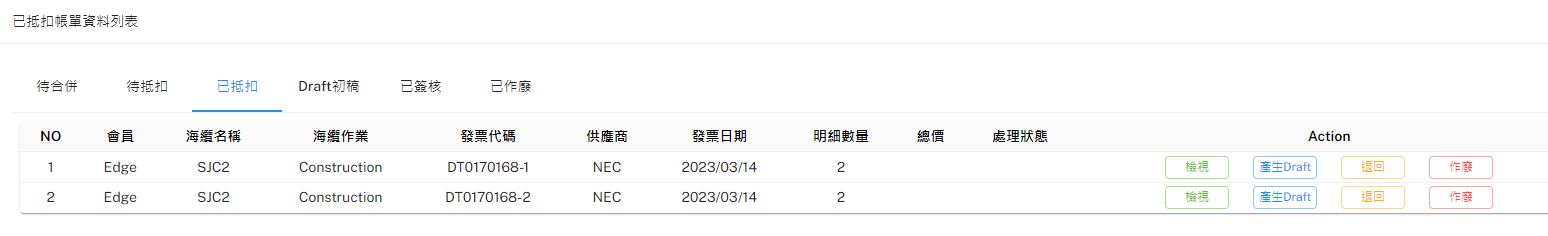 已抵扣帳單資料列表
待合併 待抵扣 已抵扣 Draft初稿 已簽核 已作廢
NO 會員 海纜名稱 海纜作業 發票代碼 供應商 發票日期 明細數量 總價 處理狀態 Action
1 Edge SJC2 Construction DT0170168-1 NEC 2023/03/14 2 檢視 產生Draft 退回 作廢
2 Edge SJC2 Construction DT0170168-2 NEC 2023/03/14 2 檢視 產生Draft 退回 作廢